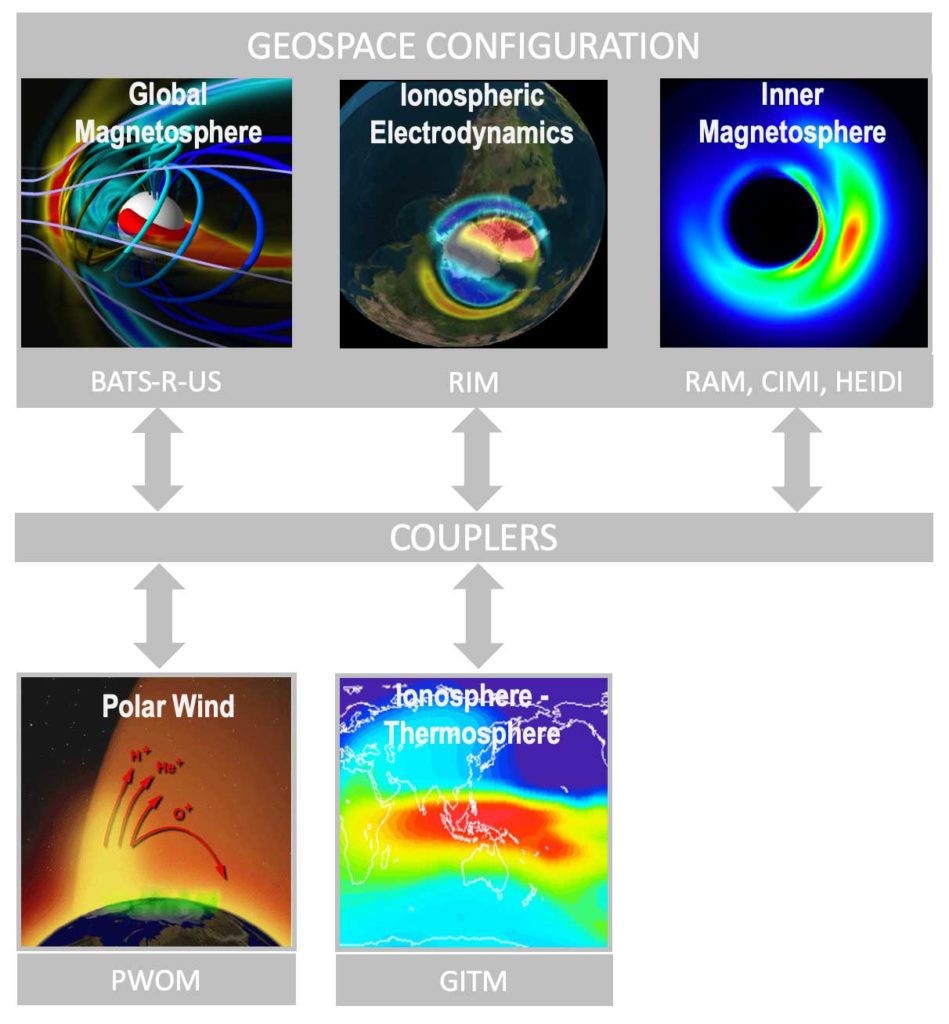 GEOSPACE CONFIGURATION
Global
Magnetosphere
Ionospheric
Electrodynamics
Inner
Magnetosphere
BATS-R-US
RIM
RAM, CIMI, HEIDI
COUPLERS
Polar Wind
H+
He+
O+
Ionosphere -
Thermosphere
PWOM
GITM